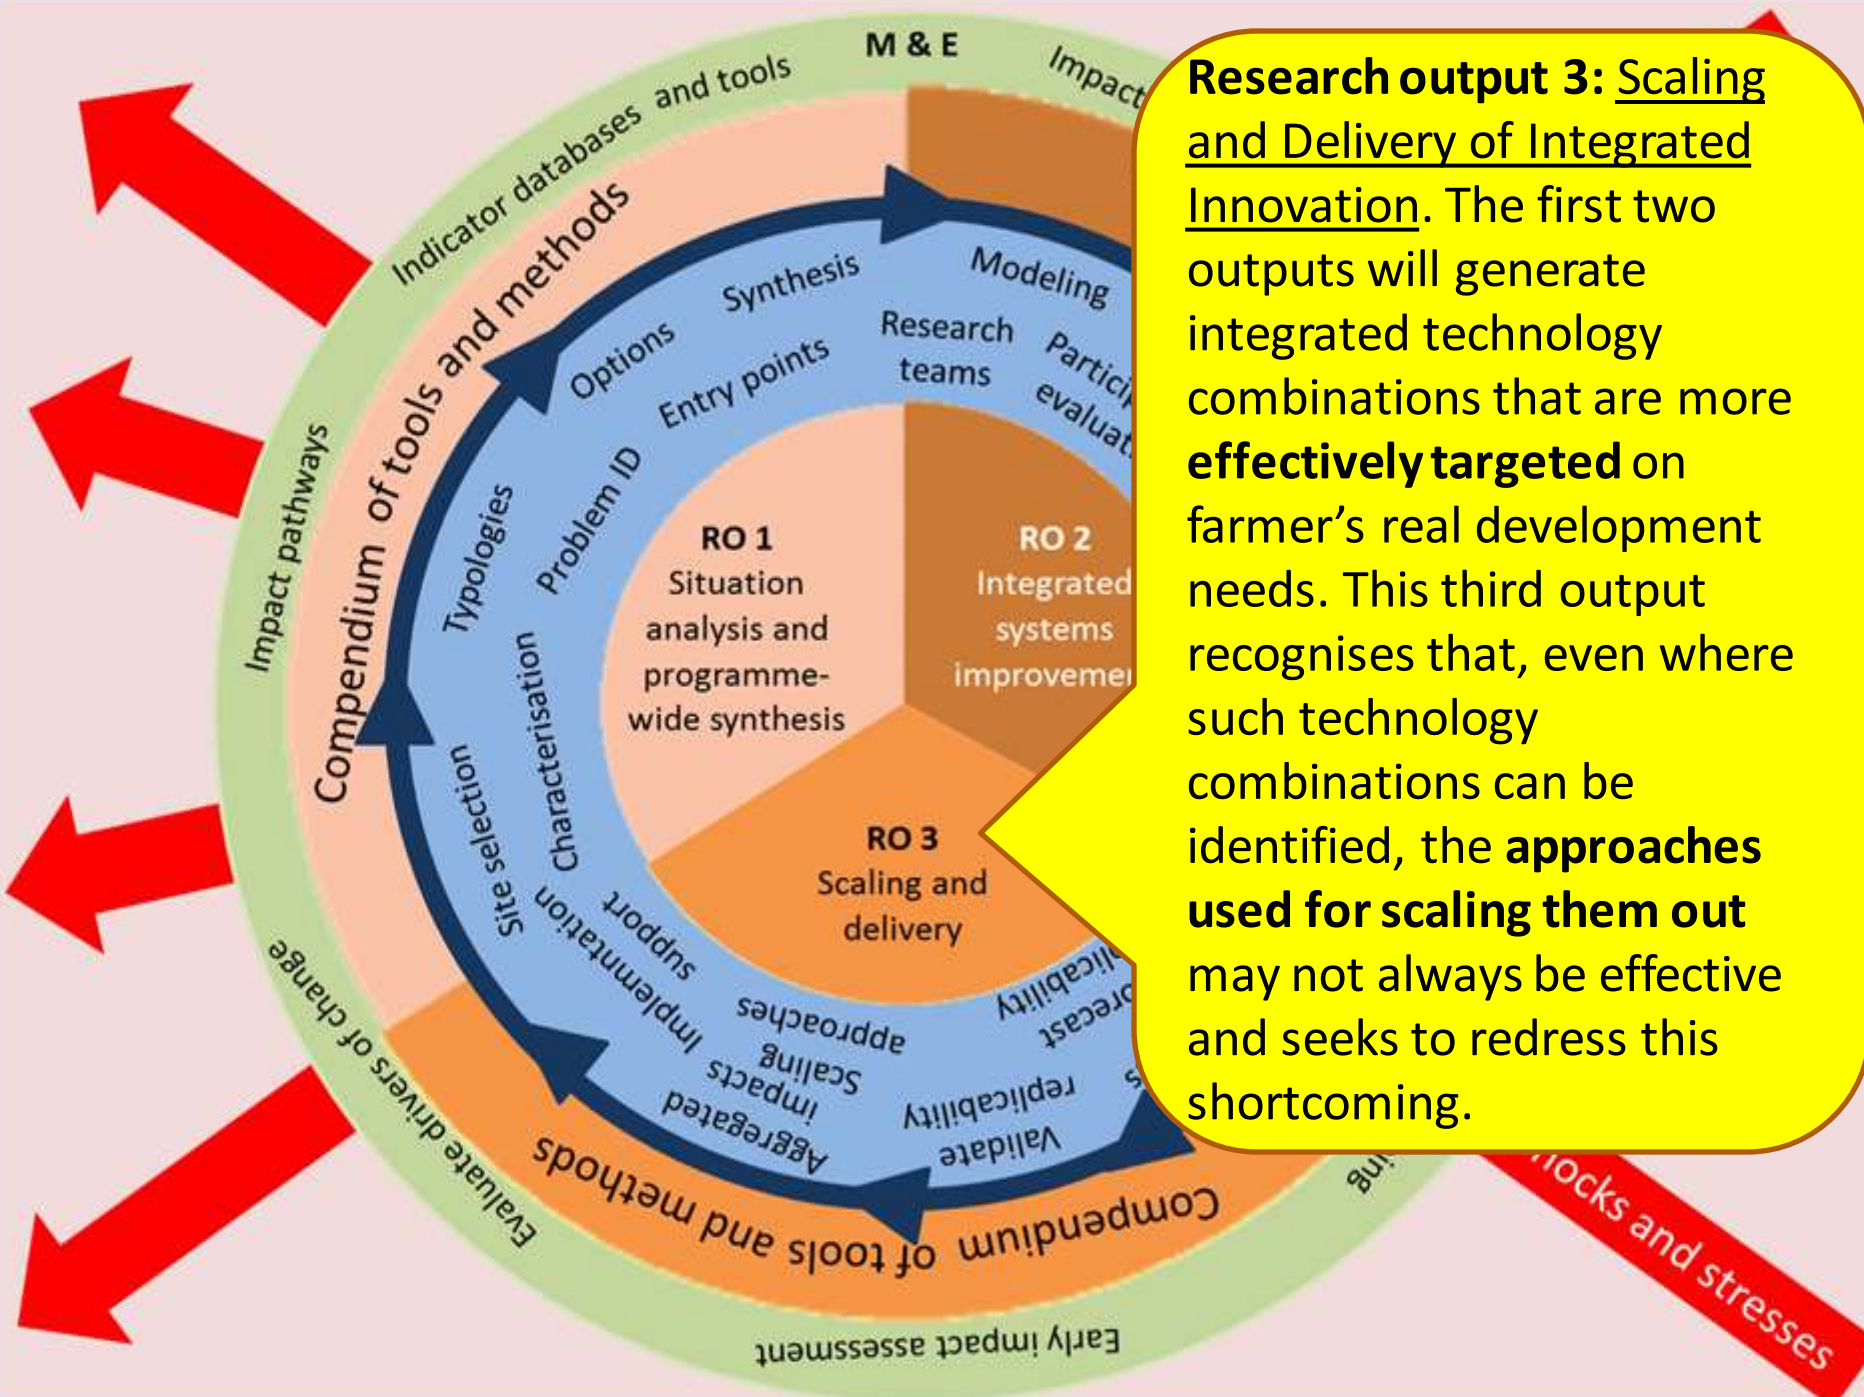 M & E
Impact
Indicator databases and tools
Impact pathways
Evaluate drivers of change
Early impact assessment
Compendium of tools and methods
Compendium of tools and methods
Synthesis
Options
Typologies
Site selection
Modeling
Entry points
Problem ID
Characterisation
Research
teams
Implementation
support
Aggregated
impacts
Scaling
approaches
Validate
replicability
RO 1
Situation
analysis and
programme-
wide synthesis
RO 2
Integrated
systems
RO 3
Scaling and
delivery
Research output 3: Scaling
and Delivery of Integrated
Innovation. The first two
outputs will generate
integrated technology
combinations that are more
effectively targeted on
farmer’s real development
needs. This third output
recognises that, even where
such technology
combinations can be
identified, the approaches
used for scaling them out
may not always be effective
and seeks to redress this
shortcoming.
and stresses